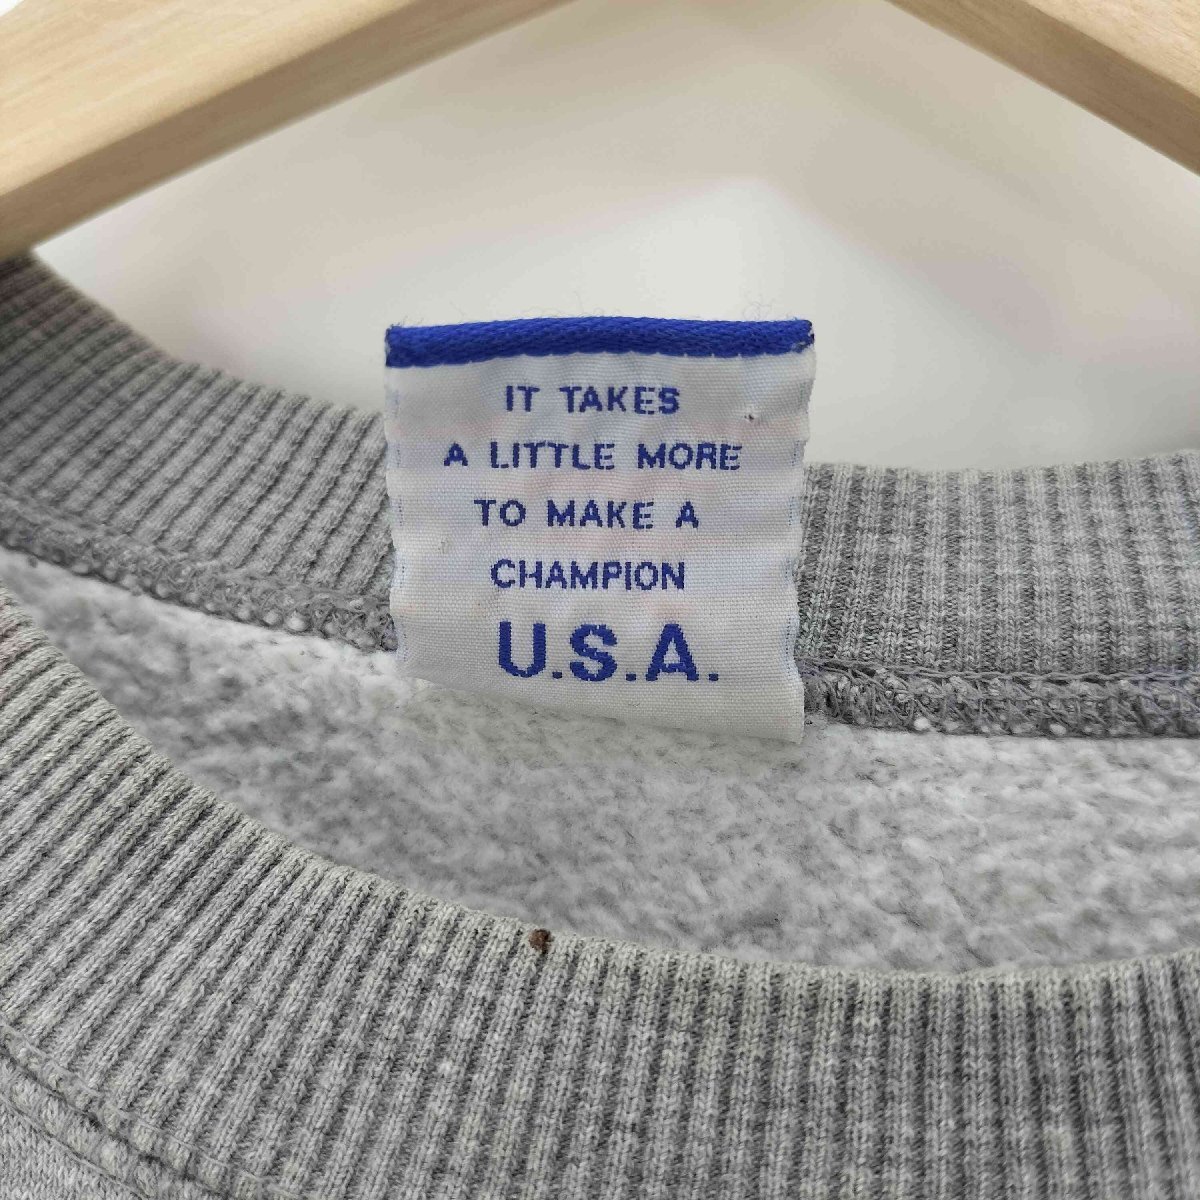 IT TAKES
A LITTLE MORE
TO MAKE A
CHAMPION
U.S.A.